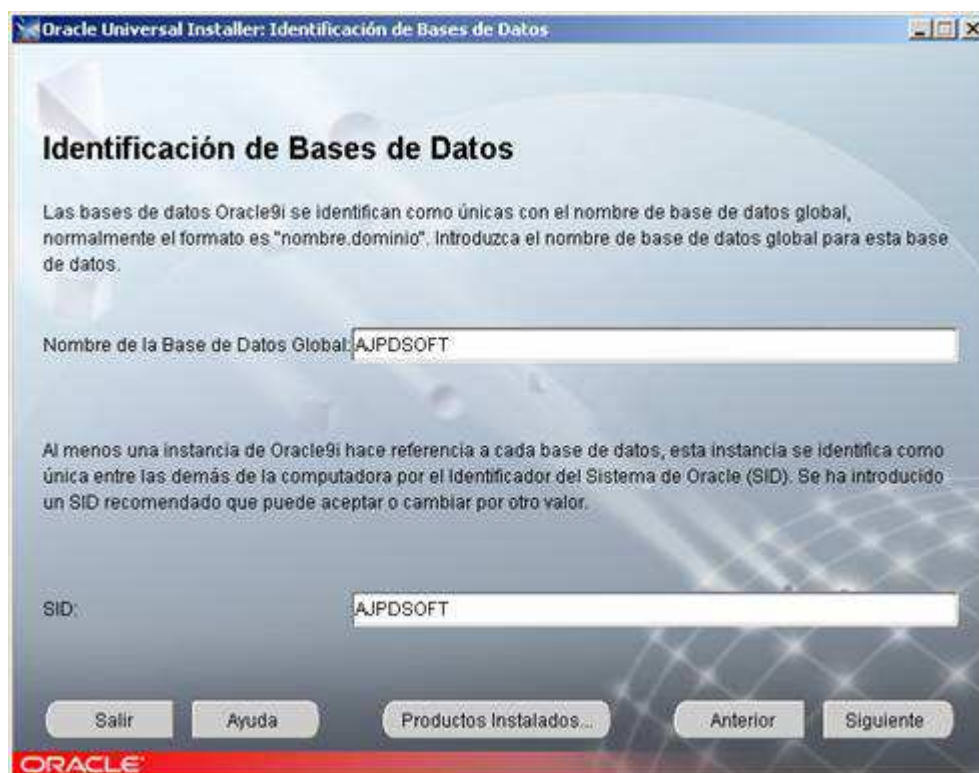 Oracle Universal Installer: Identificación de Bases de Datos
Identificación de Bases de Datos
Las bases de datos Oracle9i se identifican como únicas con el nombre de base de datos global,
normalmente el formato es "nombre.dominio". Introduzca el nombre de base de datos global para esta base
de datos.
Nombre de la Base de Datos Global: AJPDSOFT
Al menos una instancia de Oracle9i hace referencia a cada base de datos, esta instancia se identifica como
única entre las demás de la computadora por el Identificador del Sistema de Oracle (SID). Se ha introducido
un SID recomendado que puede aceptar o cambiar por otro valor.
SID: AJPDSOFT
Salir Ayuda Productos Instalados... Anterior Siguiente
ORACLE